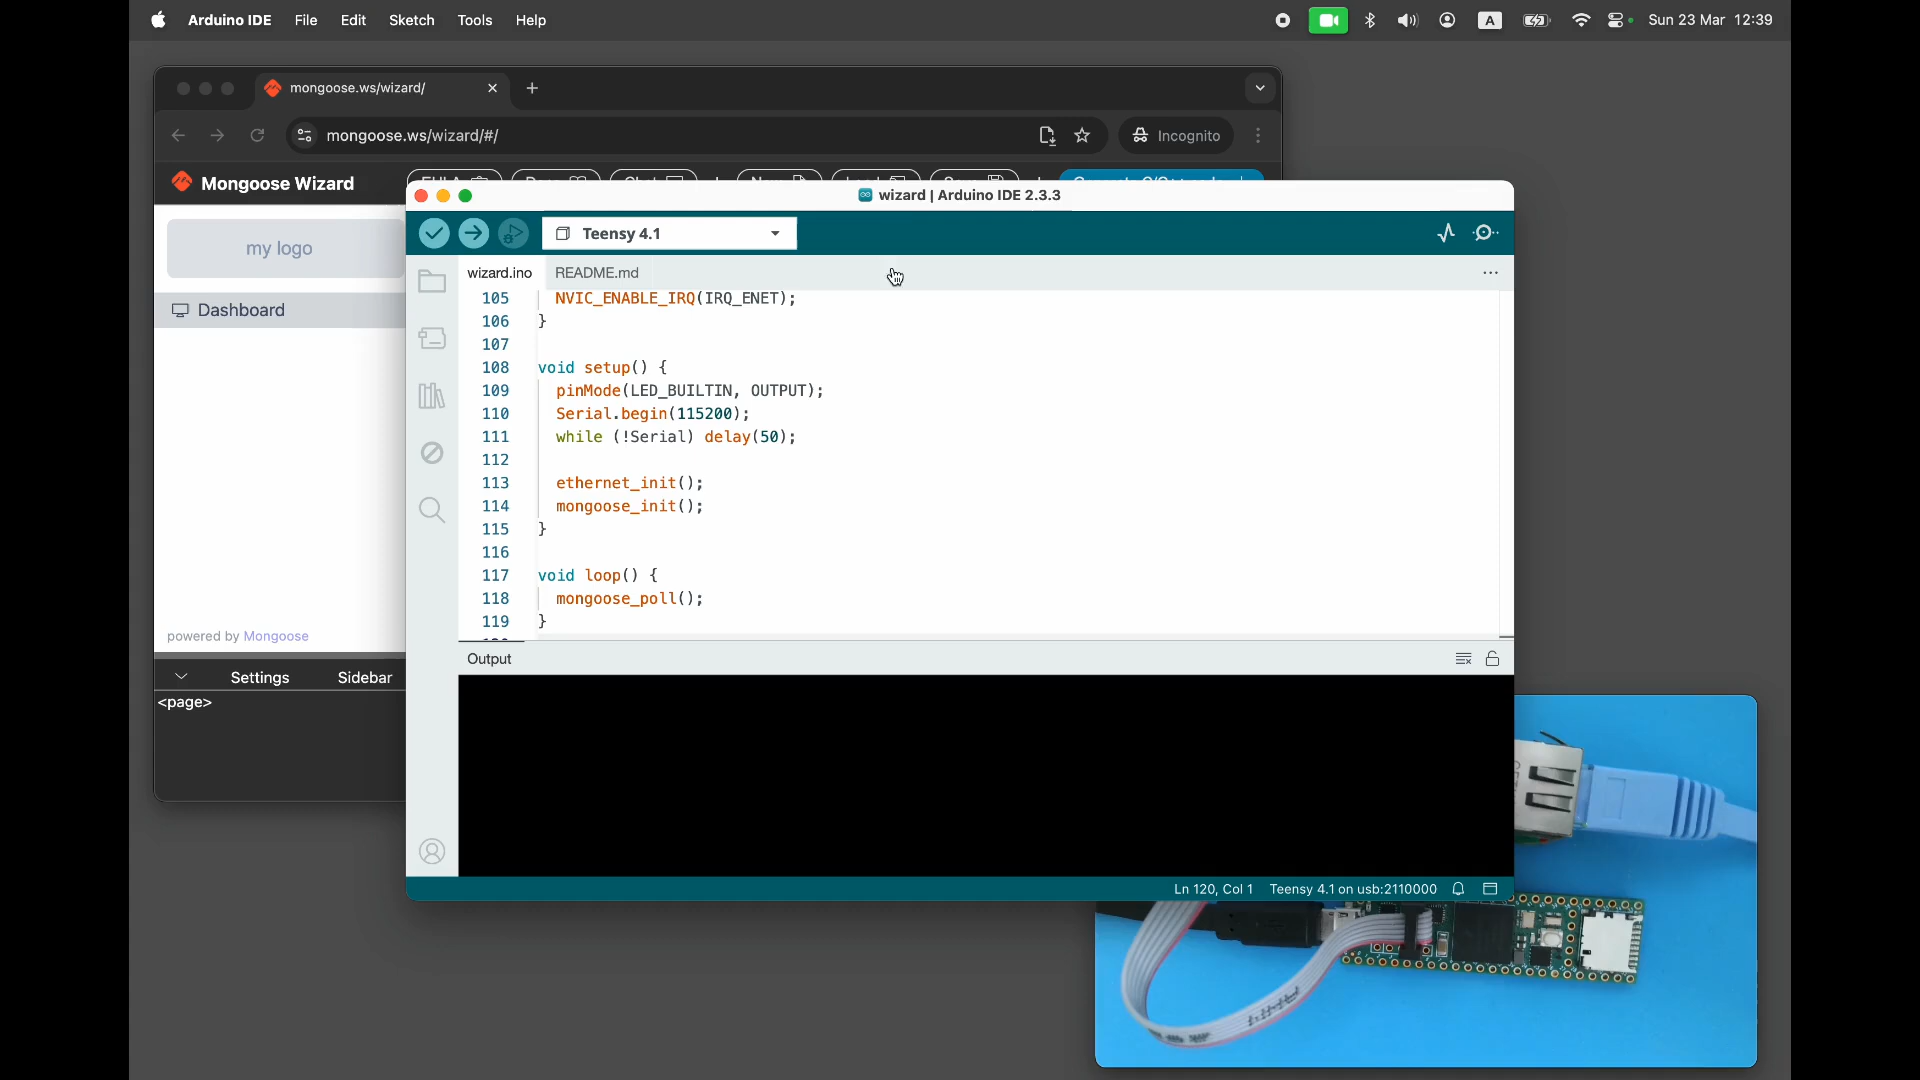 Arduino IDE File Edit Sketch Tools Help
A Sun 23 Mar 12:39
mongoose.ws/wizard/
mongoose.ws/wizard/#/ Incognito
Mongoose Wizard
wizard | Arduino IDE 2.3.3
my logo
Teensy 4.1
Dashboard
wizard.ino README.md
105 NVIC_ENABLE_IRQ(IRQ_ENET);
106 }
107
108 void setup() {
109 pinMode(LED_BUILTIN, OUTPUT);
110 Serial.begin(115200);
111 while (!Serial) delay(50);
112
113 ethernet_init();
114 mongoose_init();
115 }
116
117 void loop() {
118 mongoose_poll();
119 }
powered by Mongoose
Output
Settings Sidebar
<page>
Ln 120, Col 1 Teensy 4.1 on usb:2110000